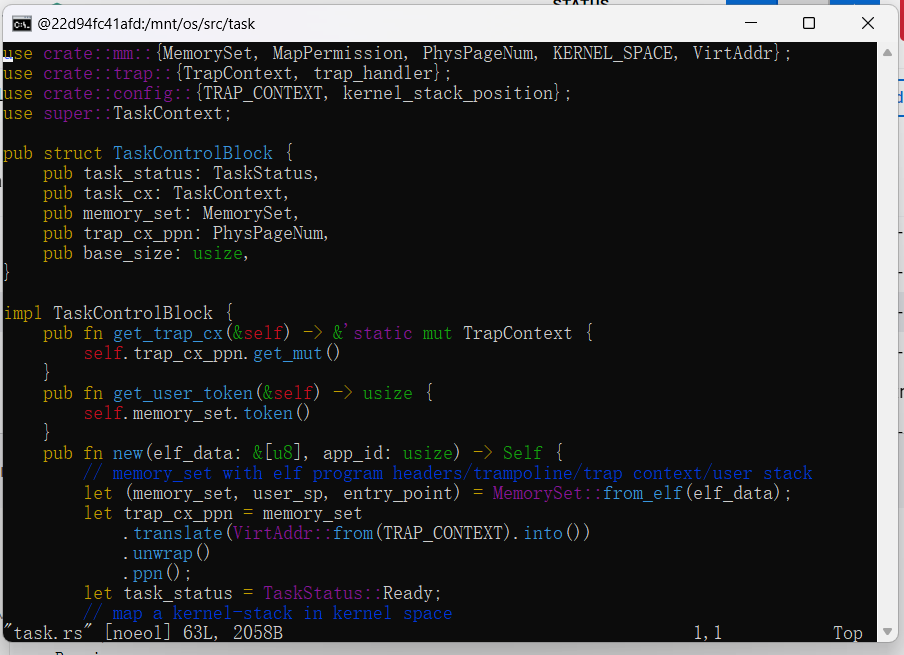 STATUS
@22d94fc41afd:/mnt/os/src/task
use crate::mm::{MemorySet, MapPermission, PhysPageNum, KERNEL_SPACE, VirtAddr};
use crate::trap::{TrapContext, trap_handler};
use crate::config::{TRAP_CONTEXT, kernel_stack_position};
use super::TaskContext;
pub struct TaskControlBlock {
    pub task_status: TaskStatus,
    pub task_cx: TaskContext,
    pub memory_set: MemorySet,
    pub trap_cx_ppn: PhysPageNum,
    pub base_size: usize,
}
impl TaskControlBlock {
    pub fn get_trap_cx(&self) -> &'static mut TrapContext {
        self.trap_cx_ppn.get_mut()
    }
    pub fn get_user_token(&self) -> usize {
        self.memory_set.token()
    }
    pub fn new(elf_data: &[u8], app_id: usize) -> Self {
        // memory_set with elf program headers/trampoline/trap context/user stack
        let (memory_set, user_sp, entry_point) = MemorySet::from_elf(elf_data);
        let trap_cx_ppn = memory_set
            .translate(VirtAddr::from(TRAP_CONTEXT).into())
            .unwrap()
            .ppn();
        let task_status = TaskStatus::Ready;
        // map a kernel-stack in kernel space
"task.rs" [noeol] 63L, 2058B 1,1 Top